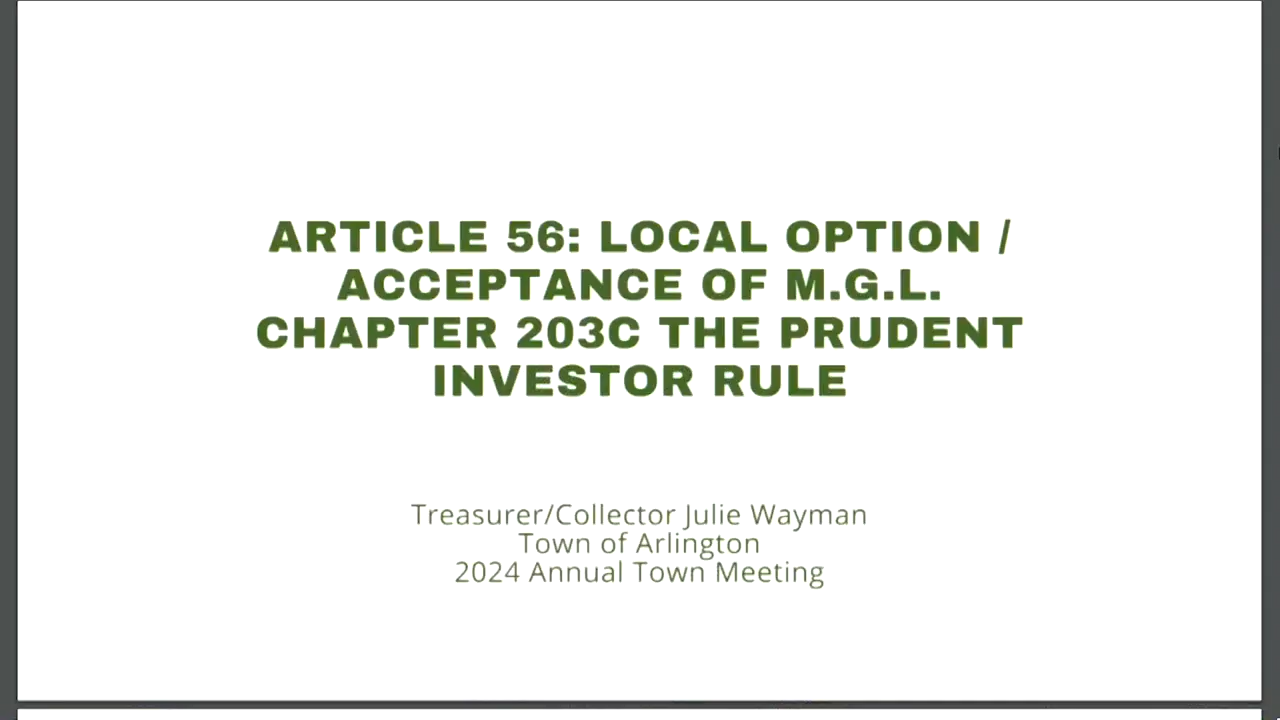 ARTICLE 56: LOCAL OPTION /
ACCEPTANCE OF M.G.L.
CHAPTER 203C THE PRUDENT
INVESTOR RULE
Treasurer/Collector Julie Wayman
Town of Arlington
2024 Annual Town Meeting